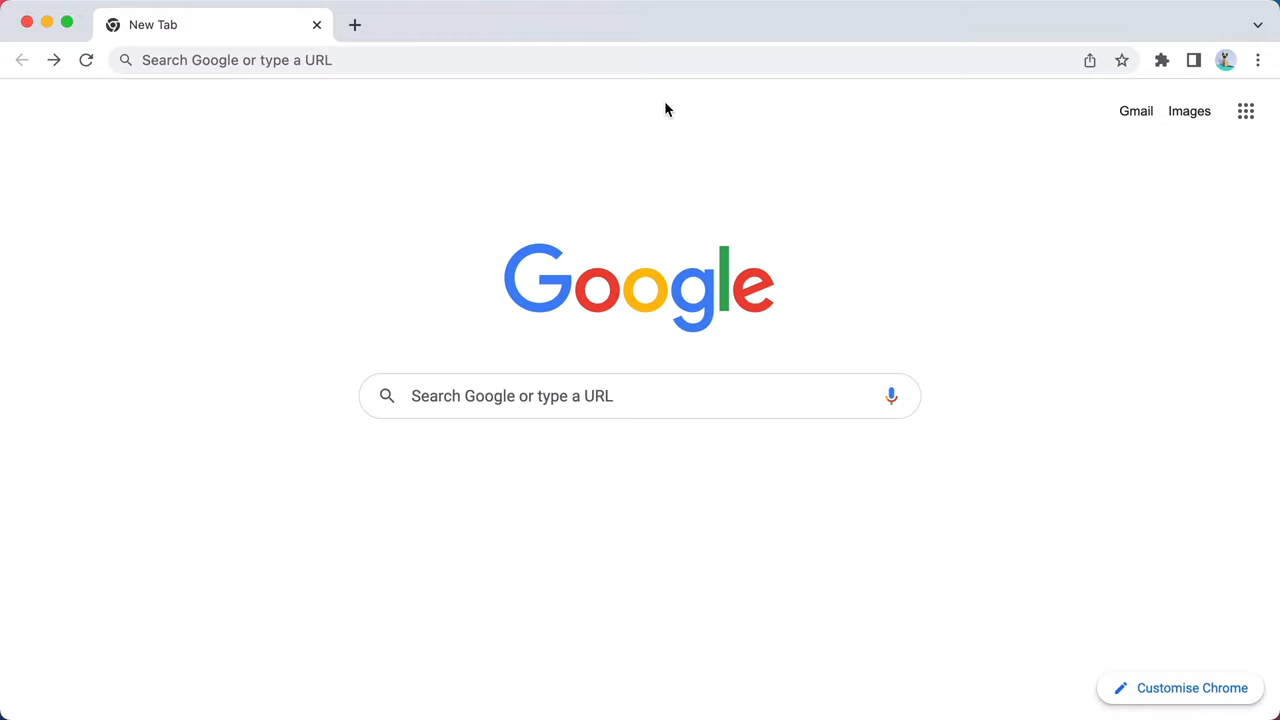 New Tab
Search Google or type a URL
Gmail Images
Google
Search Google or type a URL
Customise Chrome